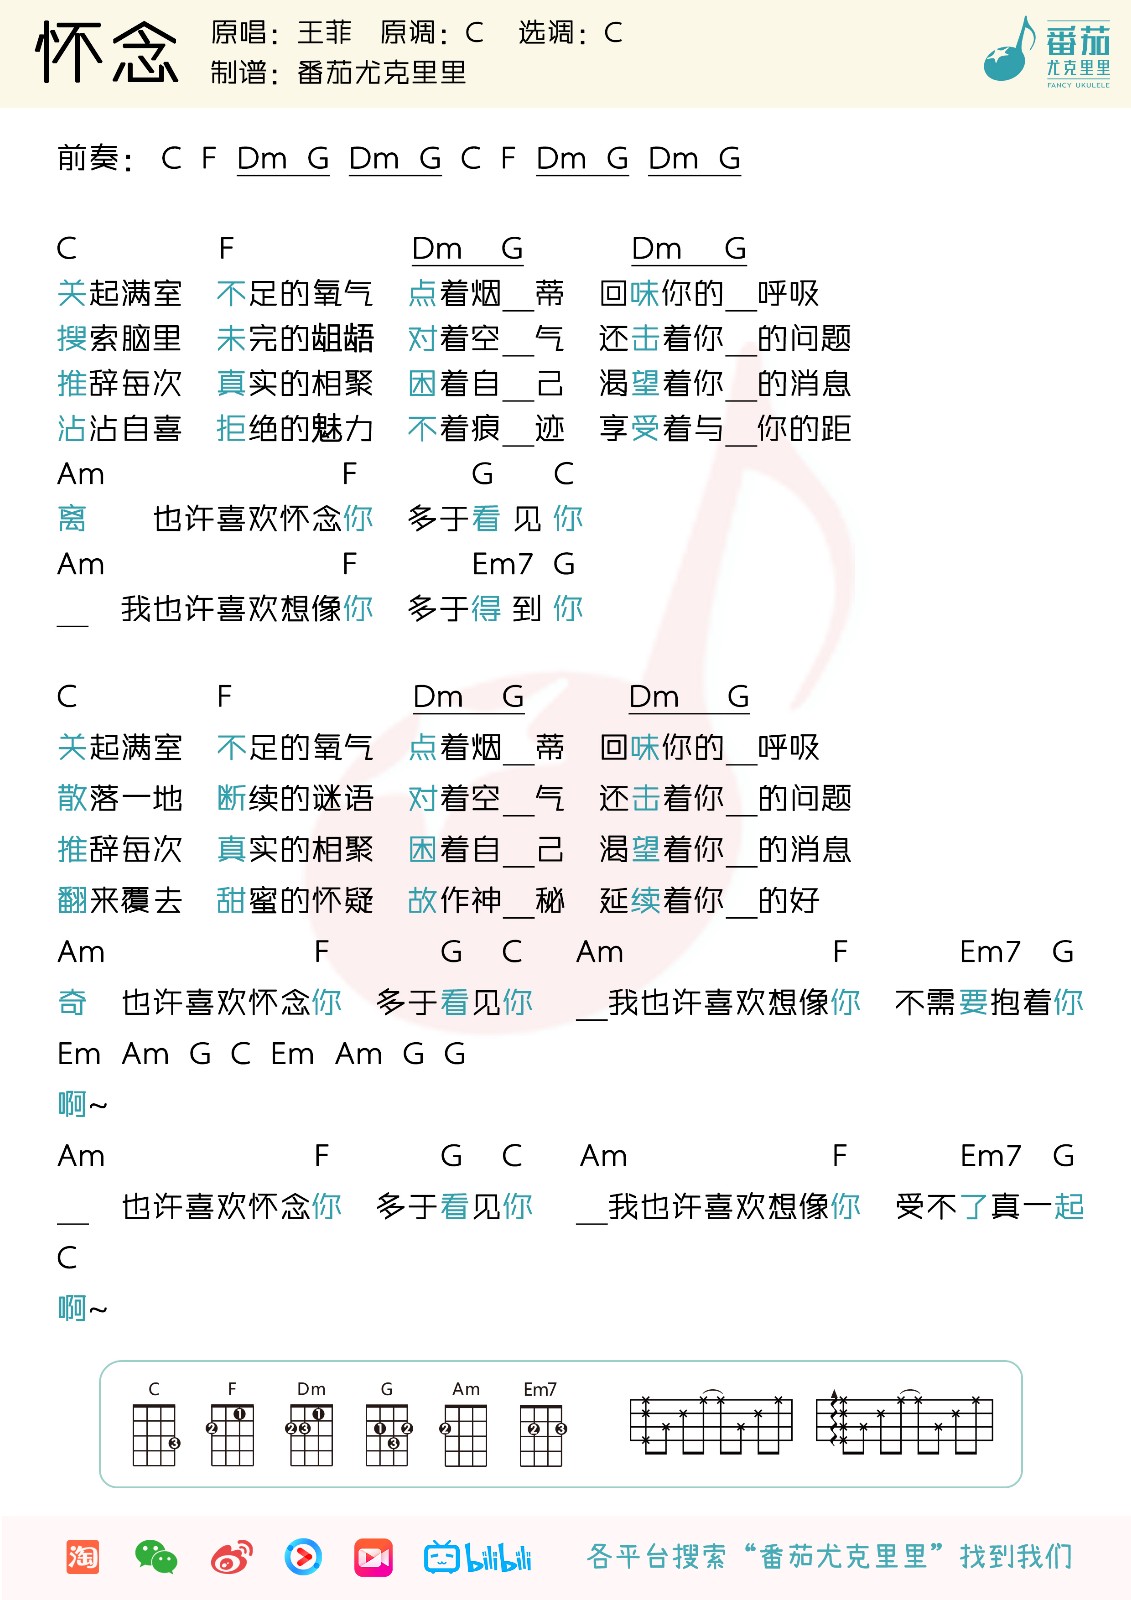 怀念
原唱：王菲 原调：C 选调：C
制谱：番茄尤克里里
番茄
尤克里里
FANCY UKULELE
前奏： C F Dm G Dm G C F Dm G Dm G
C F Dm G Dm G
关起满室 不足的氧气 点着烟__蒂 回味你的__呼吸
搜索脑里 未完的龃龉 对着空__气 还击着你__的问题
推辞每次 真实的相聚 困着自__己 渴望着你__的消息
沾沾自喜 拒绝的魅力 不着痕__迹 享受着与__你的距
Am F G C
离 也许喜欢怀念你 多于看 见 你
Am F Em7 G
__ 我也许喜欢想像你 多于得 到 你
C F Dm G Dm G
关起满室 不足的氧气 点着烟__蒂 回味你的__呼吸
散落一地 断续的谜语 对着空__气 还击着你__的问题
推辞每次 真实的相聚 困着自__己 渴望着你__的消息
翻来覆去 甜蜜的怀疑 故作神__秘 延续着你__的好
Am F G C Am F Em7 G
奇 也许喜欢怀念你 多于看见你 __我也许喜欢想像你 不需要抱着你
Em Am G C Em Am G G
啊~
Am F G C Am F Em7 G
__ 也许喜欢怀念你 多于看见你 __我也许喜欢想像你 受不了真一起
C
啊~
C F Dm G Am Em7
3 2 1 2 3 1 1 2 3 2 2 3
淘 bilibili 各平台搜索“番茄尤克里里”找到我们